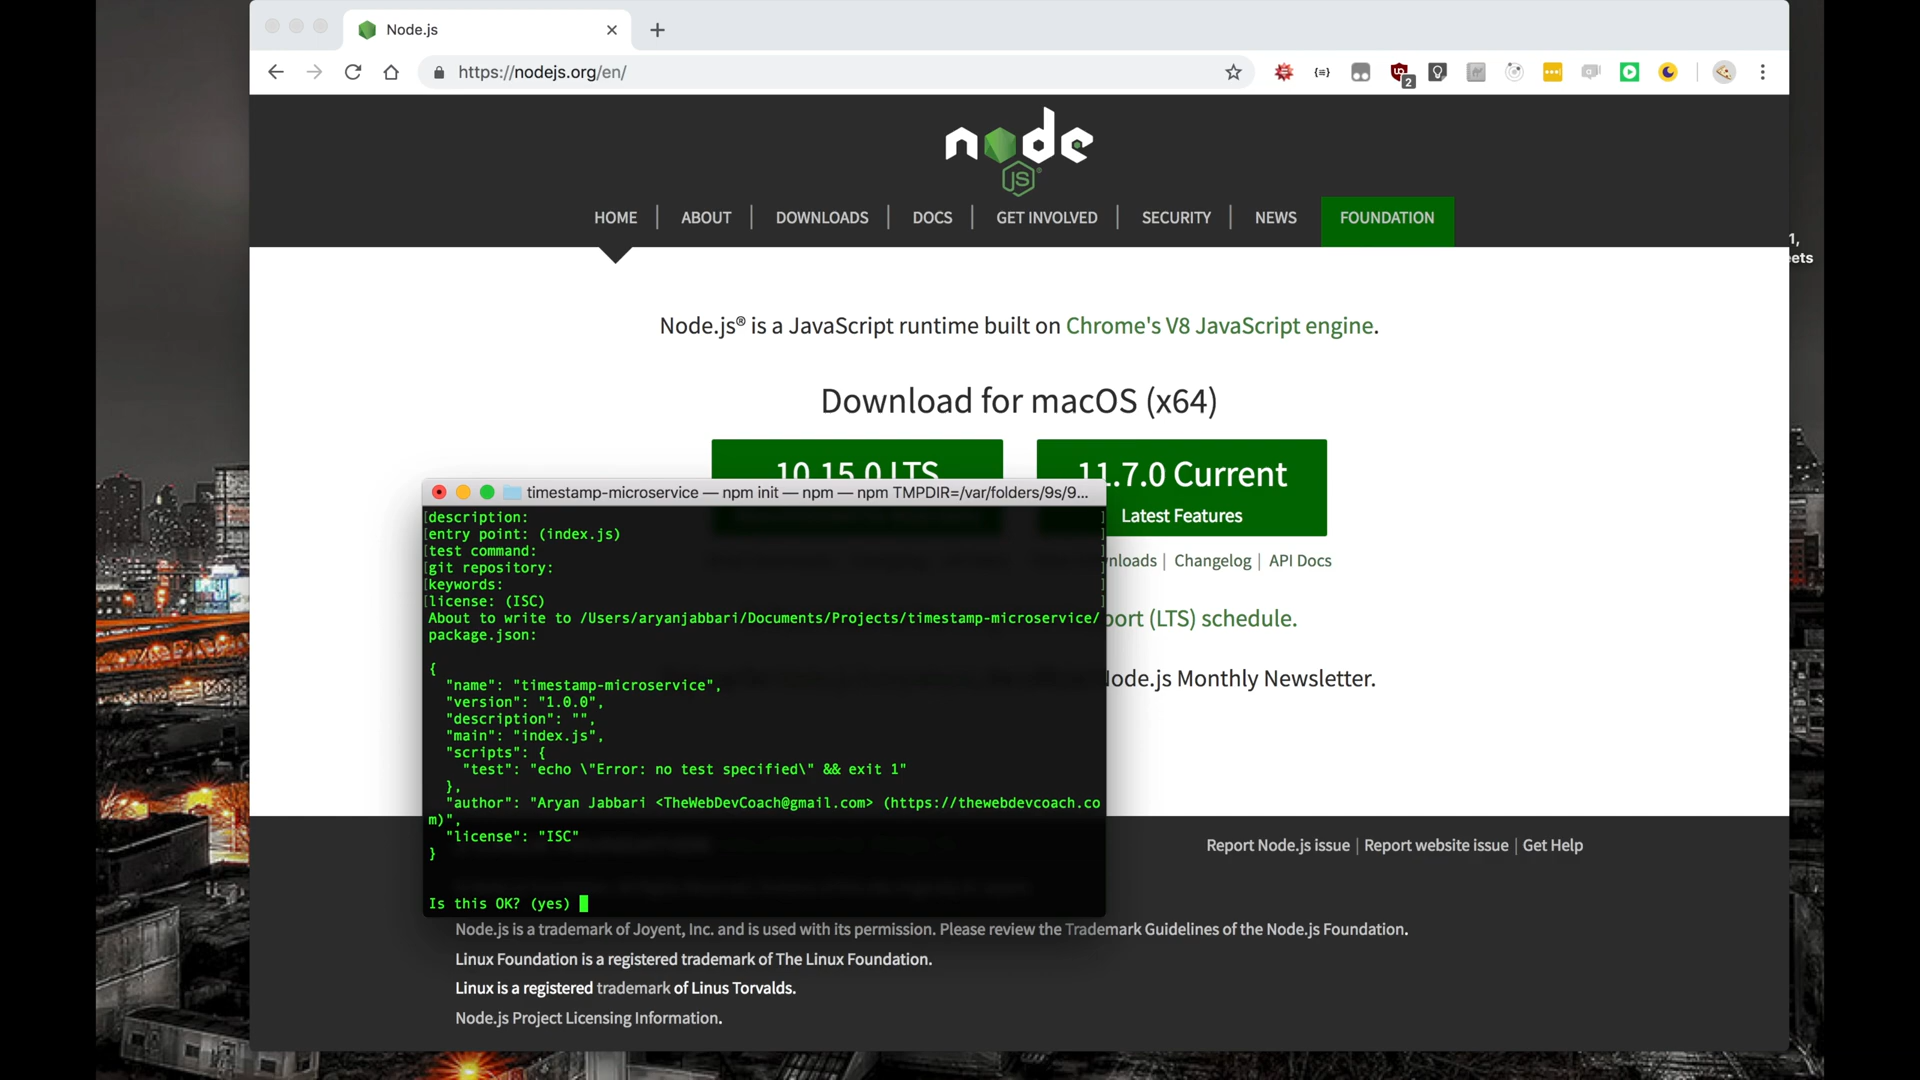 Node.js
https://nodejs.org/en/
2
node
JS
HOME | ABOUT | DOWNLOADS | DOCS | GET INVOLVED | SECURITY | NEWS FOUNDATION
1,
ets
Node.js® is a JavaScript runtime built on Chrome's V8 JavaScript engine.
Download for macOS (x64)
10.15.0 LTS
11.7.0 Current
Latest Features
nloads | Changelog | API Docs
port (LTS) schedule.
Node.js Monthly Newsletter.
timestamp-microservice — npm init — npm — npm TMPDIR=/var/folders/9s/9...
[description:                                                                    ]
[entry point: (index.js)                                                         ]
[test command:                                                                   ]
[git repository:                                                                 ]
[keywords:                                                                       ]
[license: (ISC)                                                                  ]
About to write to /Users/aryanjabbari/Documents/Projects/timestamp-microservice/
package.json:
{
"name": "timestamp-microservice",
"version": "1.0.0",
"description": "",
"main": "index.js",
"scripts": {
"test": "echo \"Error: no test specified\" && exit 1"
},
"author": "Aryan Jabbari <TheWebDevCoach@gmail.com> (https://thewebdevcoach.co
m)",
"license": "ISC"
}
Is this OK? (yes)
Report Node.js issue | Report website issue | Get Help
Node.js is a trademark of Joyent, Inc. and is used with its permission. Please review the Trademark Guidelines of the Node.js Foundation.
Linux Foundation is a registered trademark of The Linux Foundation.
Linux is a registered trademark of Linus Torvalds.
Node.js Project Licensing Information.